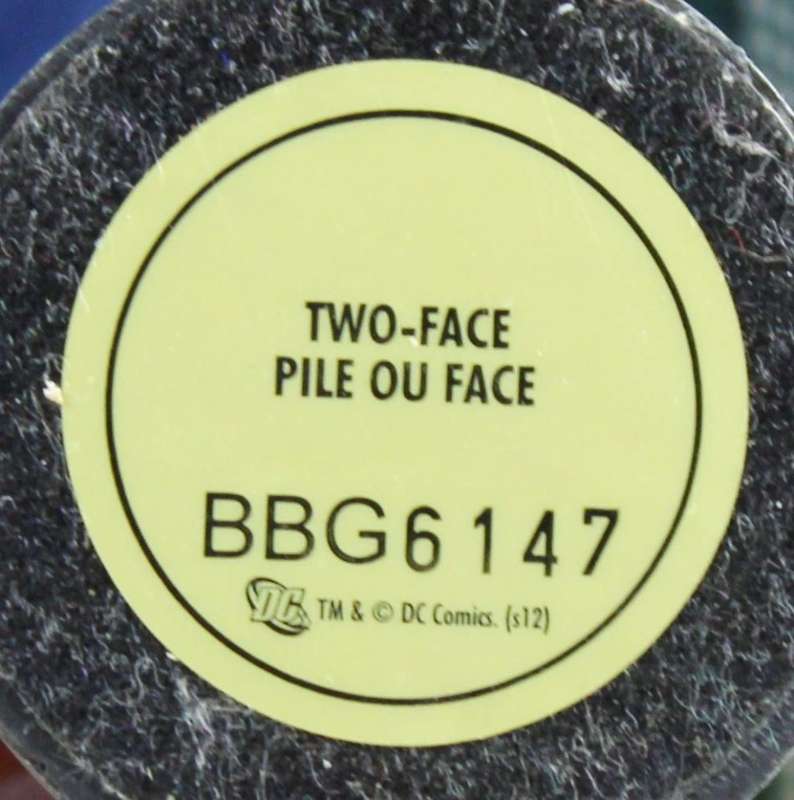 TWO-FACE
PILE OU FACE
BBG6147
DC TM & © DC Comics. (s12)